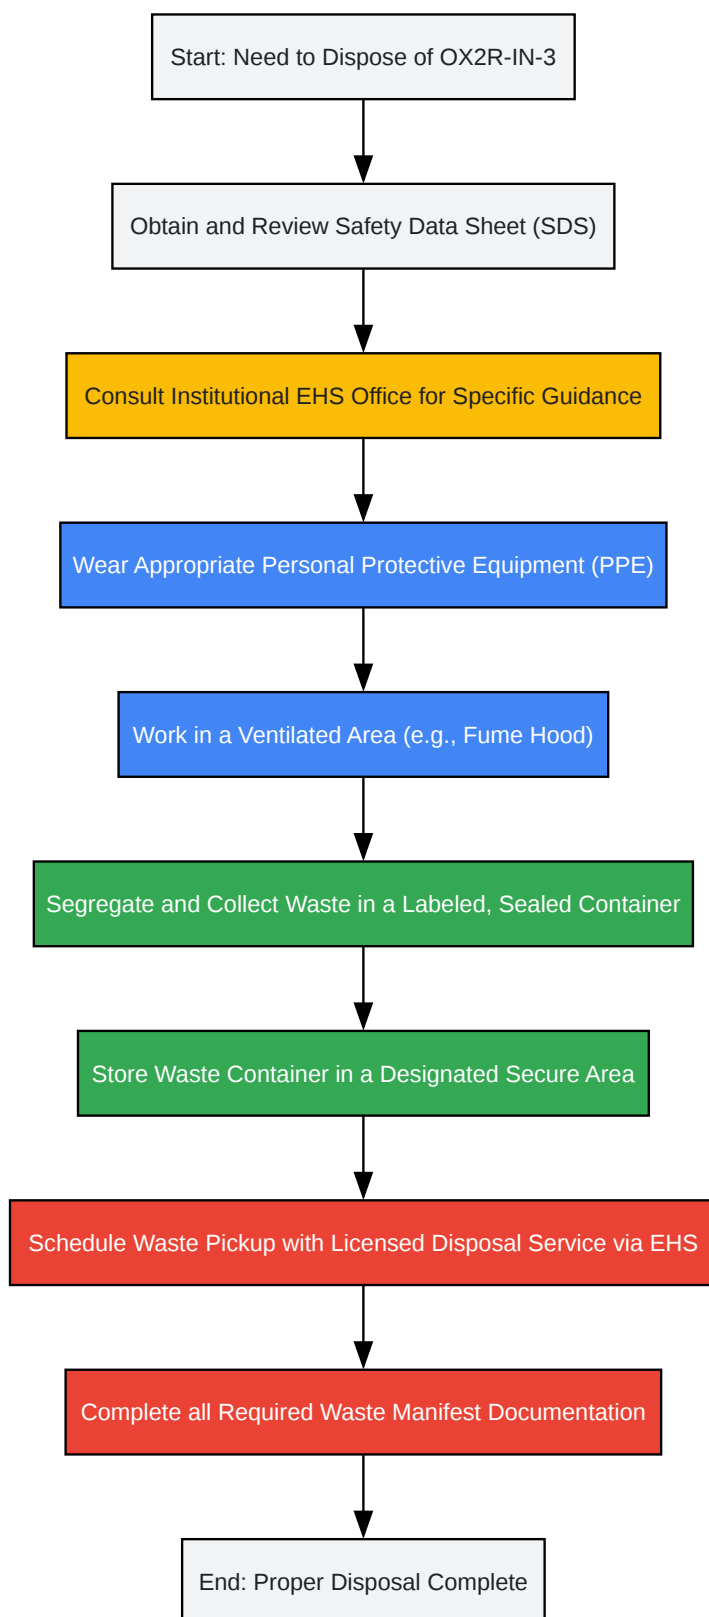 Start: Need to Dispose of OX2R-IN-3
Obtain and Review Safety Data Sheet (SDS)
Consult Institutional EHS Office for Specific Guidance
Wear Appropriate Personal Protective Equipment (PPE)
Work in a Ventilated Area (e.g., Fume Hood)
Segregate and Collect Waste in a Labeled, Sealed Container
Store Waste Container in a Designated Secure Area
Schedule Waste Pickup with Licensed Disposal Service via EHS
Complete all Required Waste Manifest Documentation
End: Proper Disposal Complete